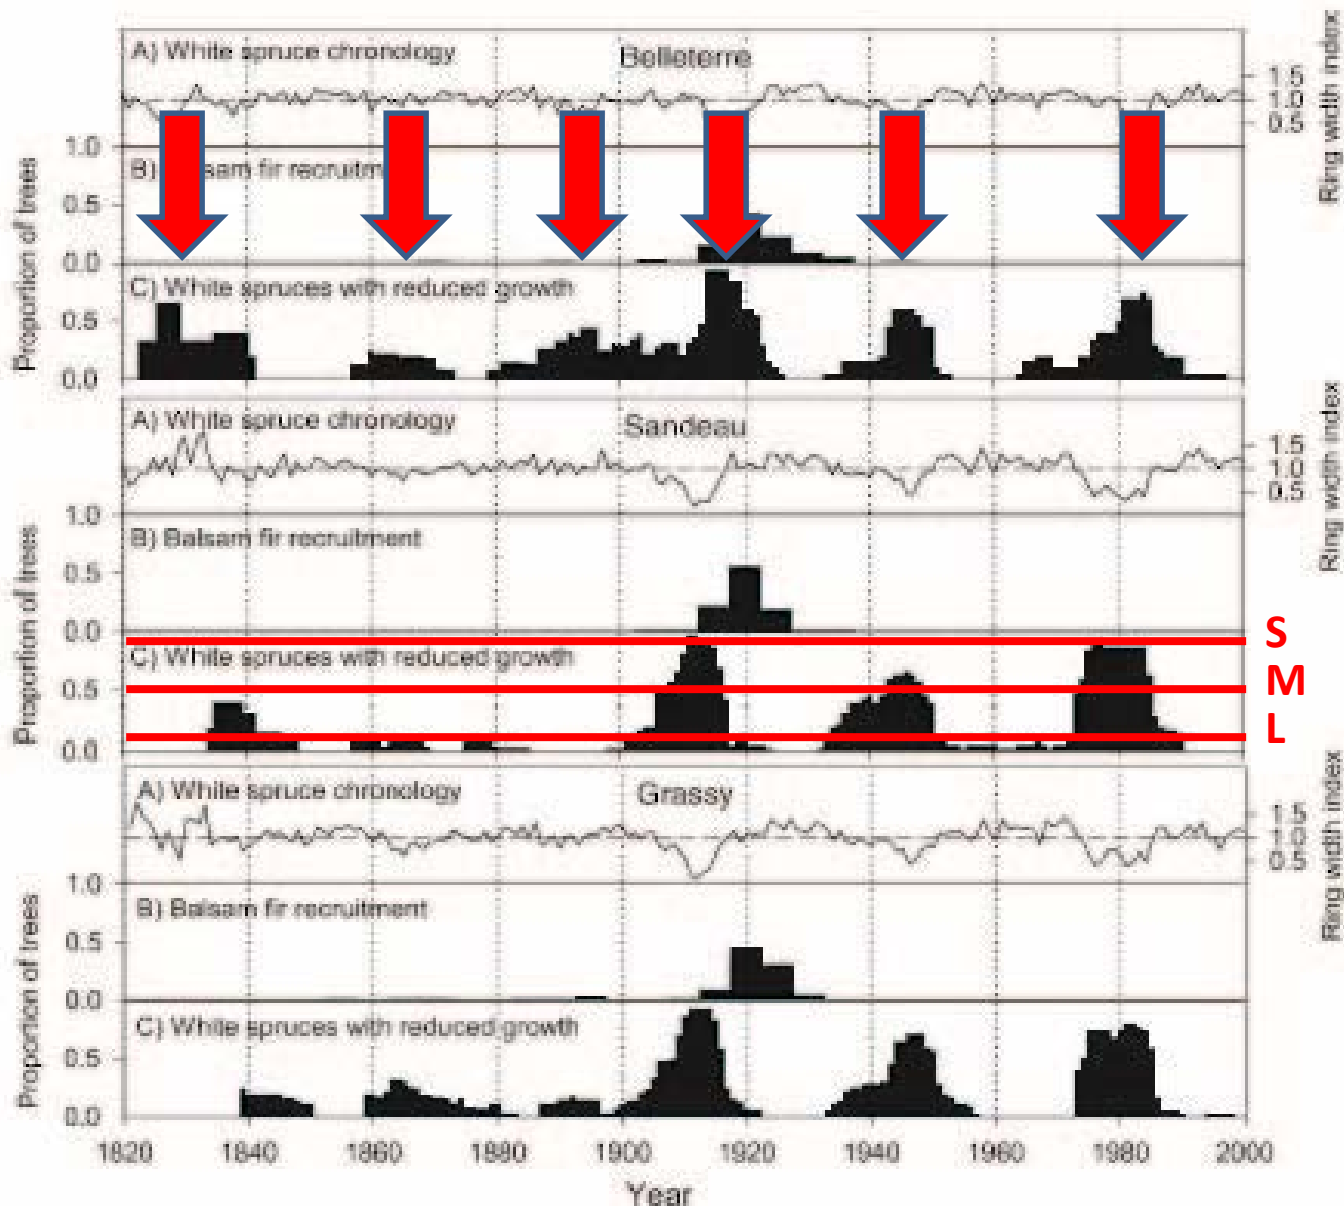 A) White spruce chronology
Belleterre
1.5
1.0
0.5
Ring width index
1.0
0.5
0.0
Proportion of trees
B) sam fir recruitm
C) White spruces with reduced growth
0.5
0.0
A) White spruce chronology
Sandeau
1.5
1.0
0.5
Ring width index
1.0
0.5
0.0
Proportion of trees
B) Balsam fir recruitment
S
C) White spruces with reduced growth
0.5
M
L
0.0
A) White spruce chronology
Grassy
1.5
1.0
0.5
Ring width index
1.0
0.5
0.0
Proportion of trees
B) Balsam fir recruitment
C) White spruces with reduced growth
0.5
0.0
1820 1840 1860 1880 1900 1920 1940 1960 1980 2000
Year